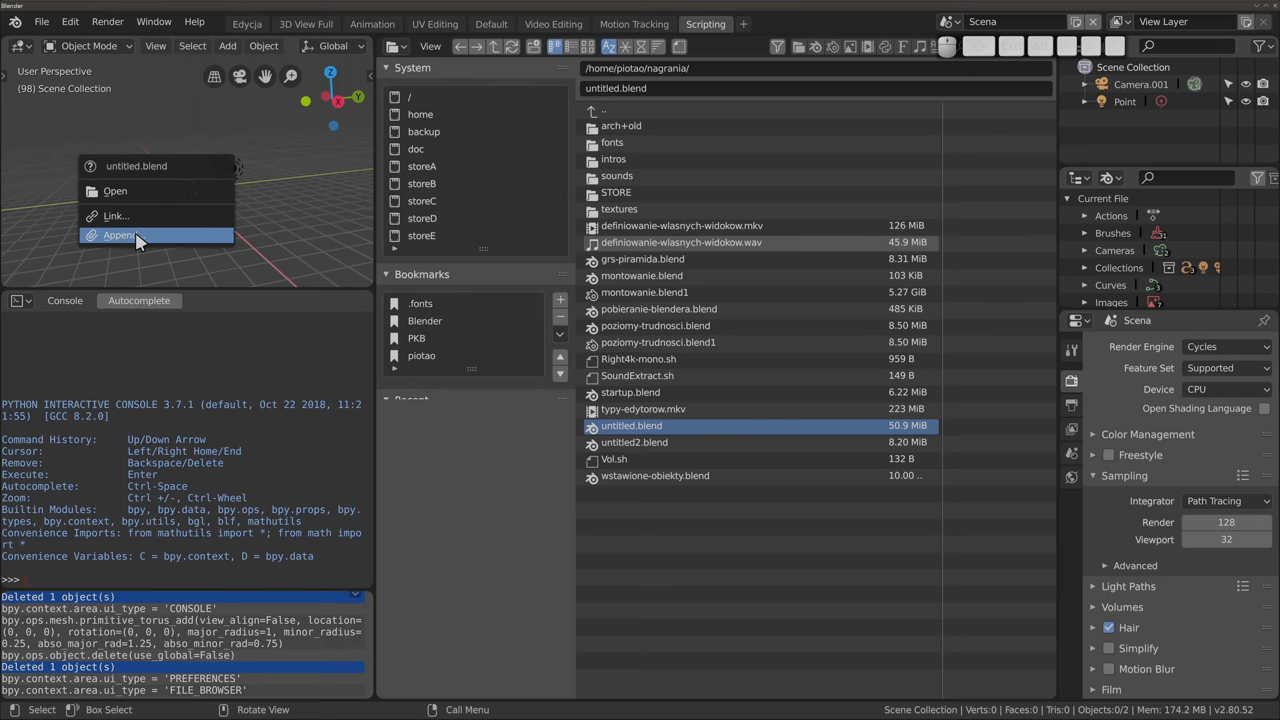 Blender
File Edit Render Window Help
Edycja 3D View Full Animation UV Editing Default Video Editing Motion Tracking Scripting +
Scena
View Layer
Object Mode View Select Add Object Global
User Perspective
(98) Scene Collection
Z
Y
X
untitled.blend
Open
Link...
Append...
Console Autocomplete
PYTHON INTERACTIVE CONSOLE 3.7.1 (default, Oct 22 2018, 11:2
1:55) [GCC 8.2.0]
Command History: Up/Down Arrow
Cursor: Left/Right Home/End
Remove: Backspace/Delete
Execute: Enter
Autocomplete: Ctrl-Space
Zoom: Ctrl +/-, Ctrl-Wheel
Builtin Modules: bpy, bpy.data, bpy.ops, bpy.props, bpy.
types, bpy.context, bpy.utils, bgl, blf, mathutils
Convenience Imports: from mathutils import *; from math impo
rt *
Convenience Variables: C = bpy.context, D = bpy.data
>>>
Deleted 1 object(s)
bpy.context.area.ui_type = 'CONSOLE'
bpy.ops.mesh.primitive_torus_add(view_align=False, location=
(0, 0, 0), rotation=(0, 0, 0), major_radius=1, minor_radius=
0.25, abso_major_rad=1.25, abso_minor_rad=0.75)
bpy.ops.object.delete(use_global=False)
Deleted 1 object(s)
bpy.context.area.ui_type = 'PREFERENCES'
bpy.context.area.ui_type = 'FILE_BROWSER'
View
System
/
home
backup
doc
storeA
storeB
storeC
storeD
storeE
Bookmarks
.fonts
Blender
PKB
piotao
Recent
/home/piotao/nagrania/
untitled.blend
..
arch+old
fonts
intros
sounds
STORE
textures
definiowanie-wlasnych-widokow.mkv 126 MiB
definiowanie-wlasnych-widokow.wav 45.9 MiB
grs-piramida.blend 8.31 MiB
montowanie.blend 103 KiB
montowanie.blend1 5.27 GiB
pobieranie-blendera.blend 485 KiB
poziomy-trudnosci.blend 8.50 MiB
poziomy-trudnosci.blend1 8.50 MiB
Right4k-mono.sh 959 B
SoundExtract.sh 149 B
startup.blend 6.22 MiB
typy-edytorow.mkv 223 MiB
untitled.blend 50.9 MiB
untitled2.blend 8.20 MiB
Vol.sh 132 B
wstawione-obiekty.blend 10.00 ..
Ctrl Alt
Scene Collection
Camera.001
Point
Current File
Actions
Brushes 31
Cameras 2
Collections 3
Curves 3
Images 7
Scena
Render Engine Cycles
Feature Set Supported
Device CPU
Open Shading Language
Color Management
Freestyle
Sampling
Integrator Path Tracing
Render 128
Viewport 32
Advanced
Light Paths
Volumes
Hair
Simplify
Motion Blur
Film
Select Box Select Rotate View Call Menu
Scene Collection | Verts:0 | Faces:0 | Tris:0 | Objects:0/2 | Mem: 174.2 MB | v2.80.52